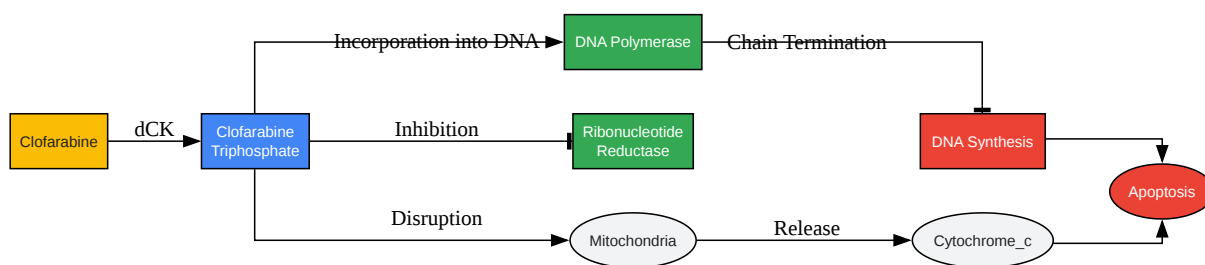 Incorporation into DNA
DNA Polymerase
Chain Termination
Clofarabine
dCK
Clofarabine
Triphosphate
Inhibition
Ribonucleotide
Reductase
DNA Synthesis
Apoptosis
Disruption
Mitochondria
Release
Cytochrome_c